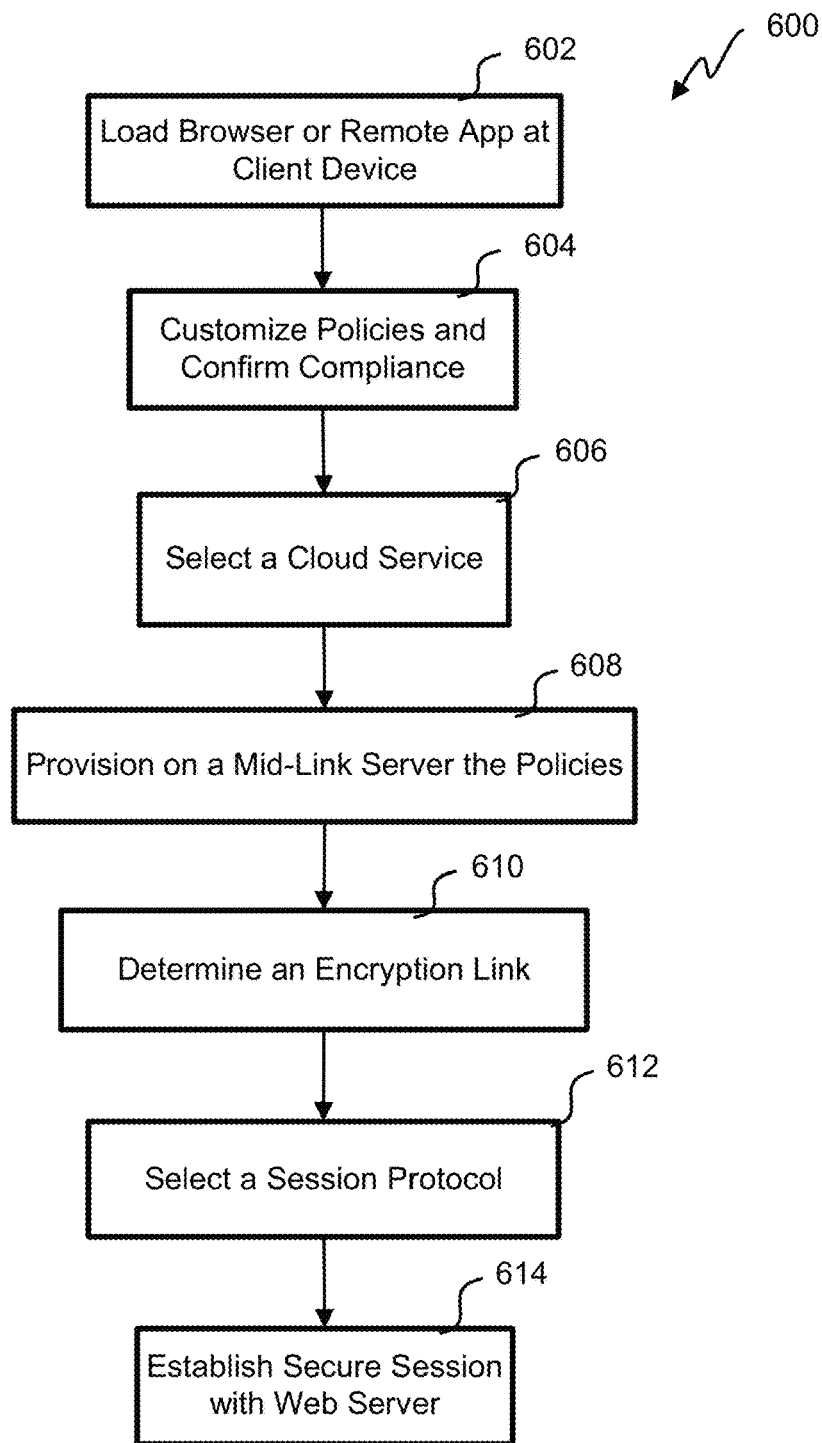 600
602
Load Browser or Remote App at
Client Device
604
Customize Policies and
Confirm Compliance
606
Select a Cloud Service
608
Provision on a Mid-Link Server the Policies
610
Determine an Encryption Link
612
Select a Session Protocol
614
Establish Secure Session
with Web Server